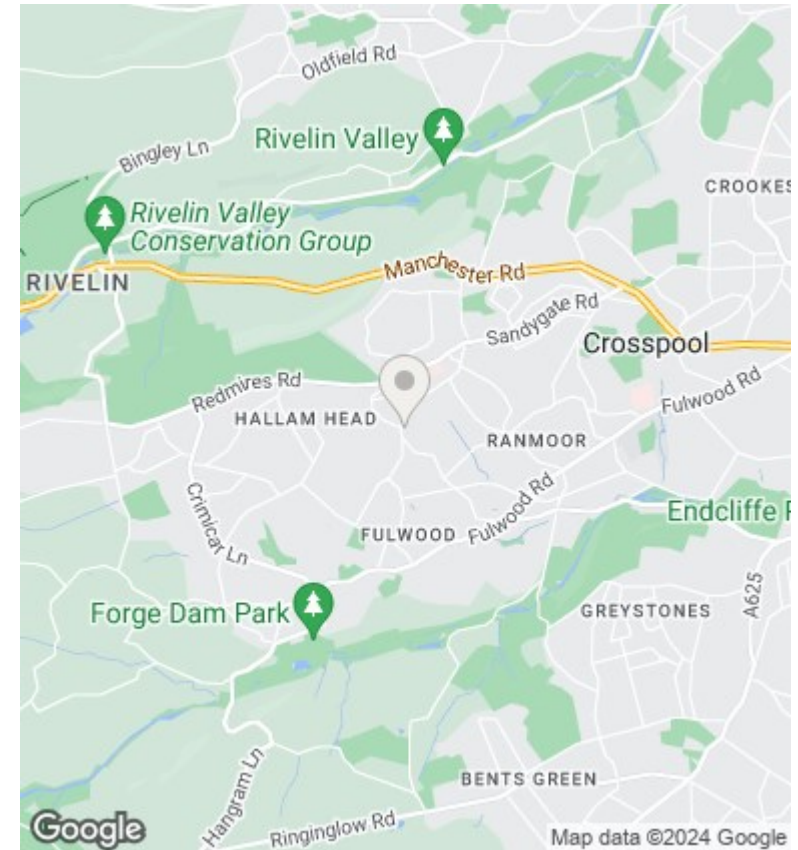 Oldfield Rd
Rivelin Valley
Bingley Ln
CROOKES
Rivelin Valley
Conservation Group
Manchester Rd
RIVELIN
Sandygate Rd
Crosspool
Redmires Rd
Fulwood Rd
HALLAM HEAD
RANMOOR
Crimicar Ln
Fulwood Rd
Endcliffe P
FULWOOD
A625
Forge Dam Park
GREYSTONES
Hangram Ln
BENTS GREEN
Ringinglow Rd
Google
Map data ©2024 Google